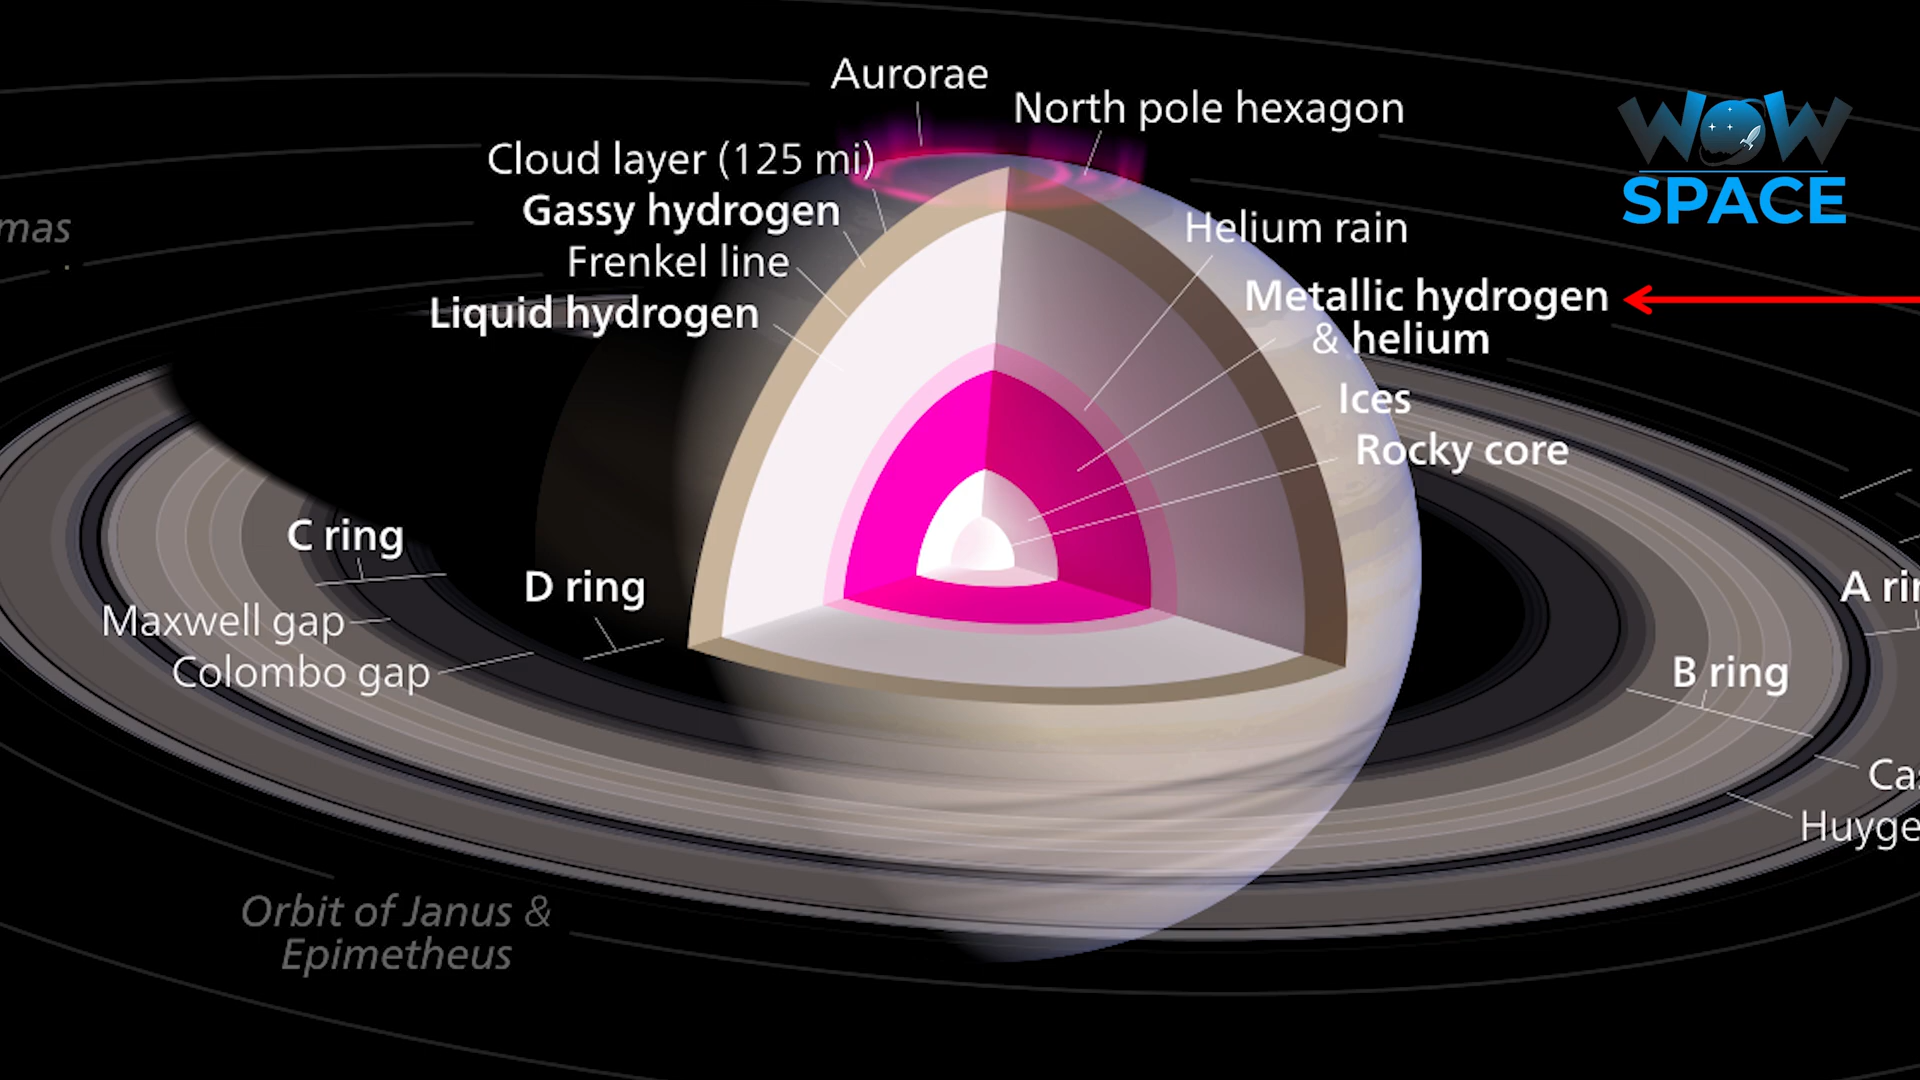 Aurorae
North pole hexagon
WOW
SPACE
Cloud layer (125 mi)
Gassy hydrogen
Frenkel line
Liquid hydrogen
Helium rain
Metallic hydrogen
& helium
Ices
Rocky core
C ring
D ring
Maxwell gap
Colombo gap
A
B ring
Orbit of Janus &
Epimetheus